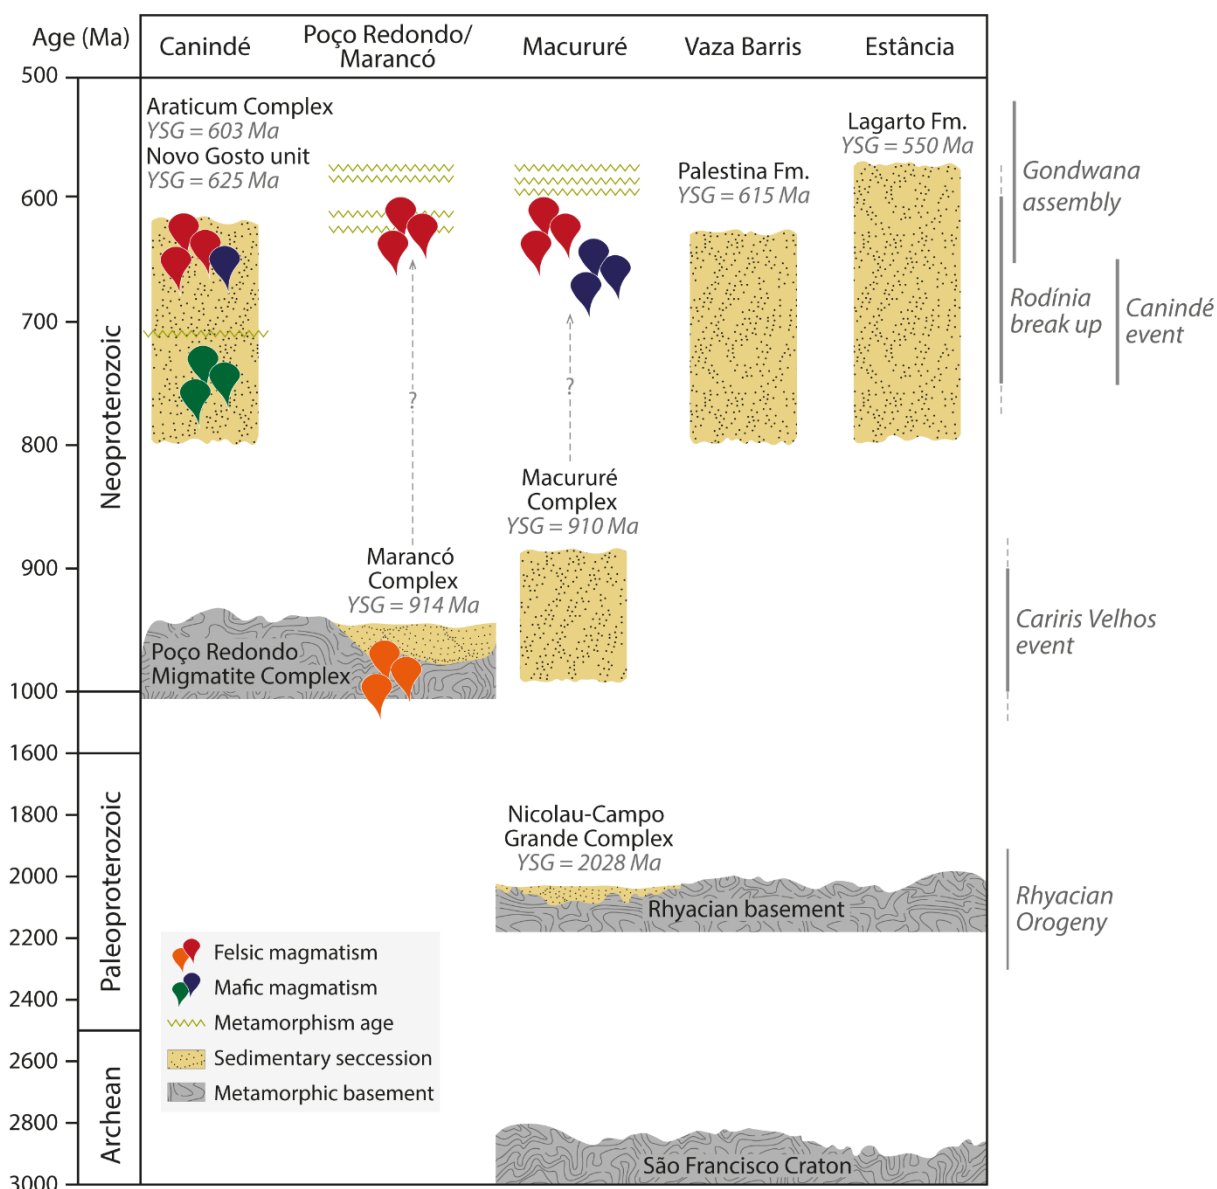 Age (Ma)
Canindé
Poço Redondo/
Marancó
Macururé
Vaza Barris
Estância
500
600
700
800
900
1000
1600
1800
2000
2200
2400
2600
2800
3000
Neoproterozoic
Paleoproterozoic
Archean
Araticum Complex
YSG = 603 Ma
Novo Gosto unit
YSG = 625 Ma
Palestina Fm.
YSG = 615 Ma
Lagarto Fm.
YSG = 550 Ma
?
?
Macururé
Complex
YSG = 910 Ma
Marancó
Complex
YSG = 914 Ma
Poço Redondo
Migmatite Complex
Nicolau-Campo
Grande Complex
YSG = 2028 Ma
Rhyacian basement
São Francisco Craton
Felsic magmatism
Mafic magmatism
Metamorphism age
Sedimentary seccession
Metamorphic basement
Gondwana
assembly
Rodínia
break up
Canindé
event
Cariris Velhos
event
Rhyacian
Orogeny